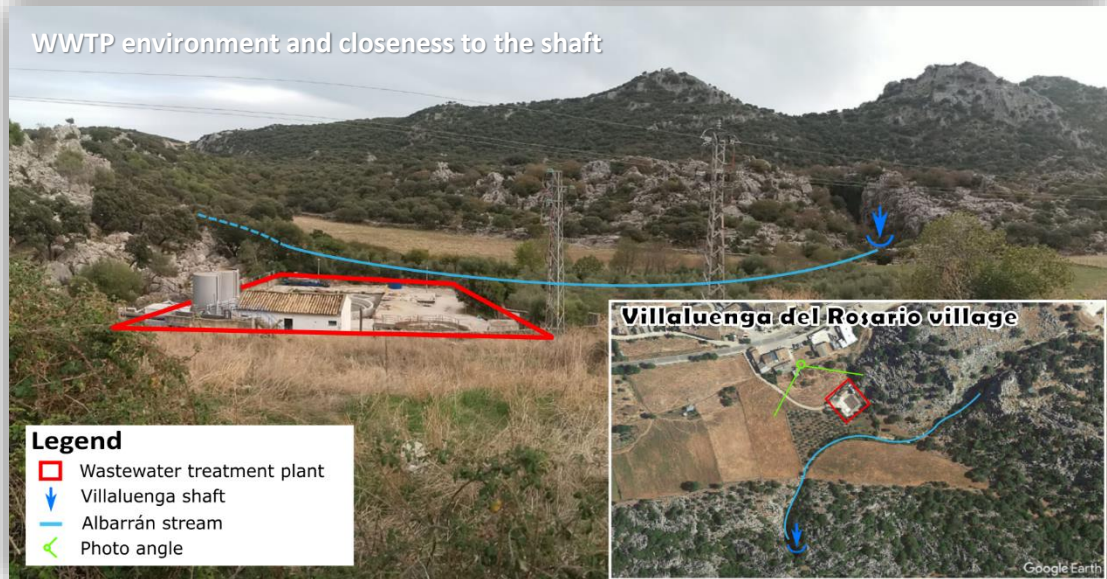 WWTP environment and closeness to the shaft
Villaluenga del Rosario village
Legend
Wastewater treatment plant
Villaluenga shaft
Albarrán stream
Photo angle
Google Earth